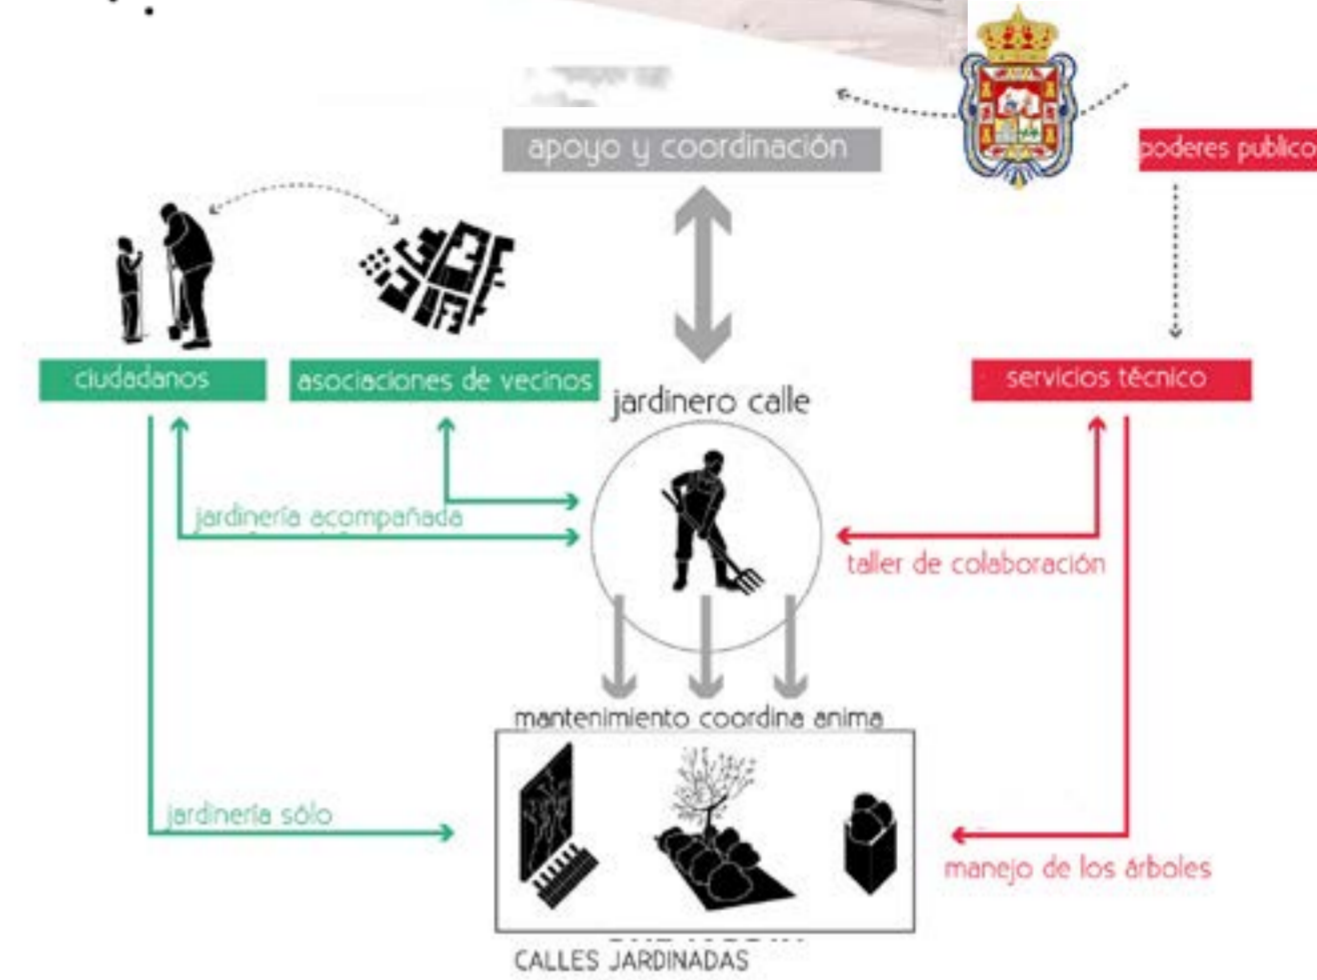 apoyo y coordinación
poderes publico
ciudadanos
asociaciones de vecinos
servicios técnico
jardinero calle
jardinería acompañada
taller de colaboración
mantenimiento coordina anima
jardinería sólo
manejo de los árboles
CALLES JARDINADAS